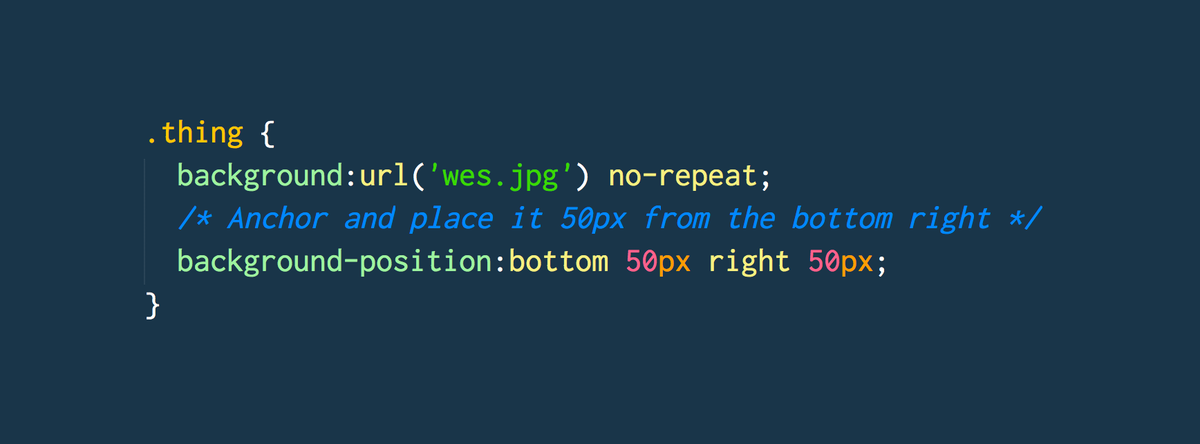 .thing {
  background:url('wes.jpg') no-repeat;
  /* Anchor and place it 50px from the bottom right */
  background-position:bottom 50px right 50px;
}